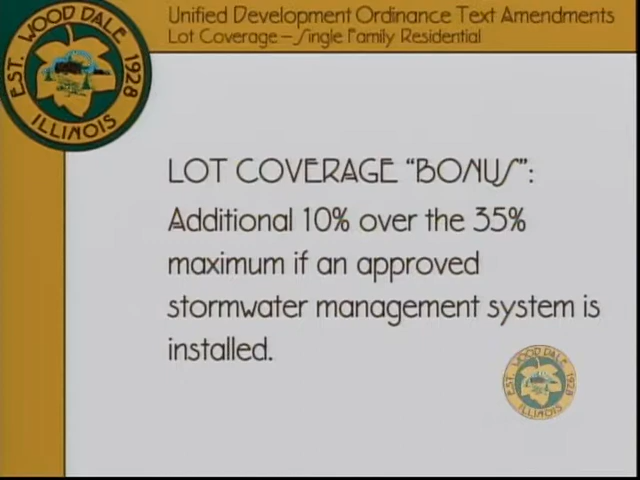 Unified Development Ordinance Text Amendments
Lot Coverage – Single Family Residential
EST. WOOD DALE 1928
ILLINOIS
LOT COVERAGE "BONUS":
Additional 10% over the 35%
maximum if an approved
stormwater management system is
installed.
EST. WOOD DALE 1928
ILLINOIS